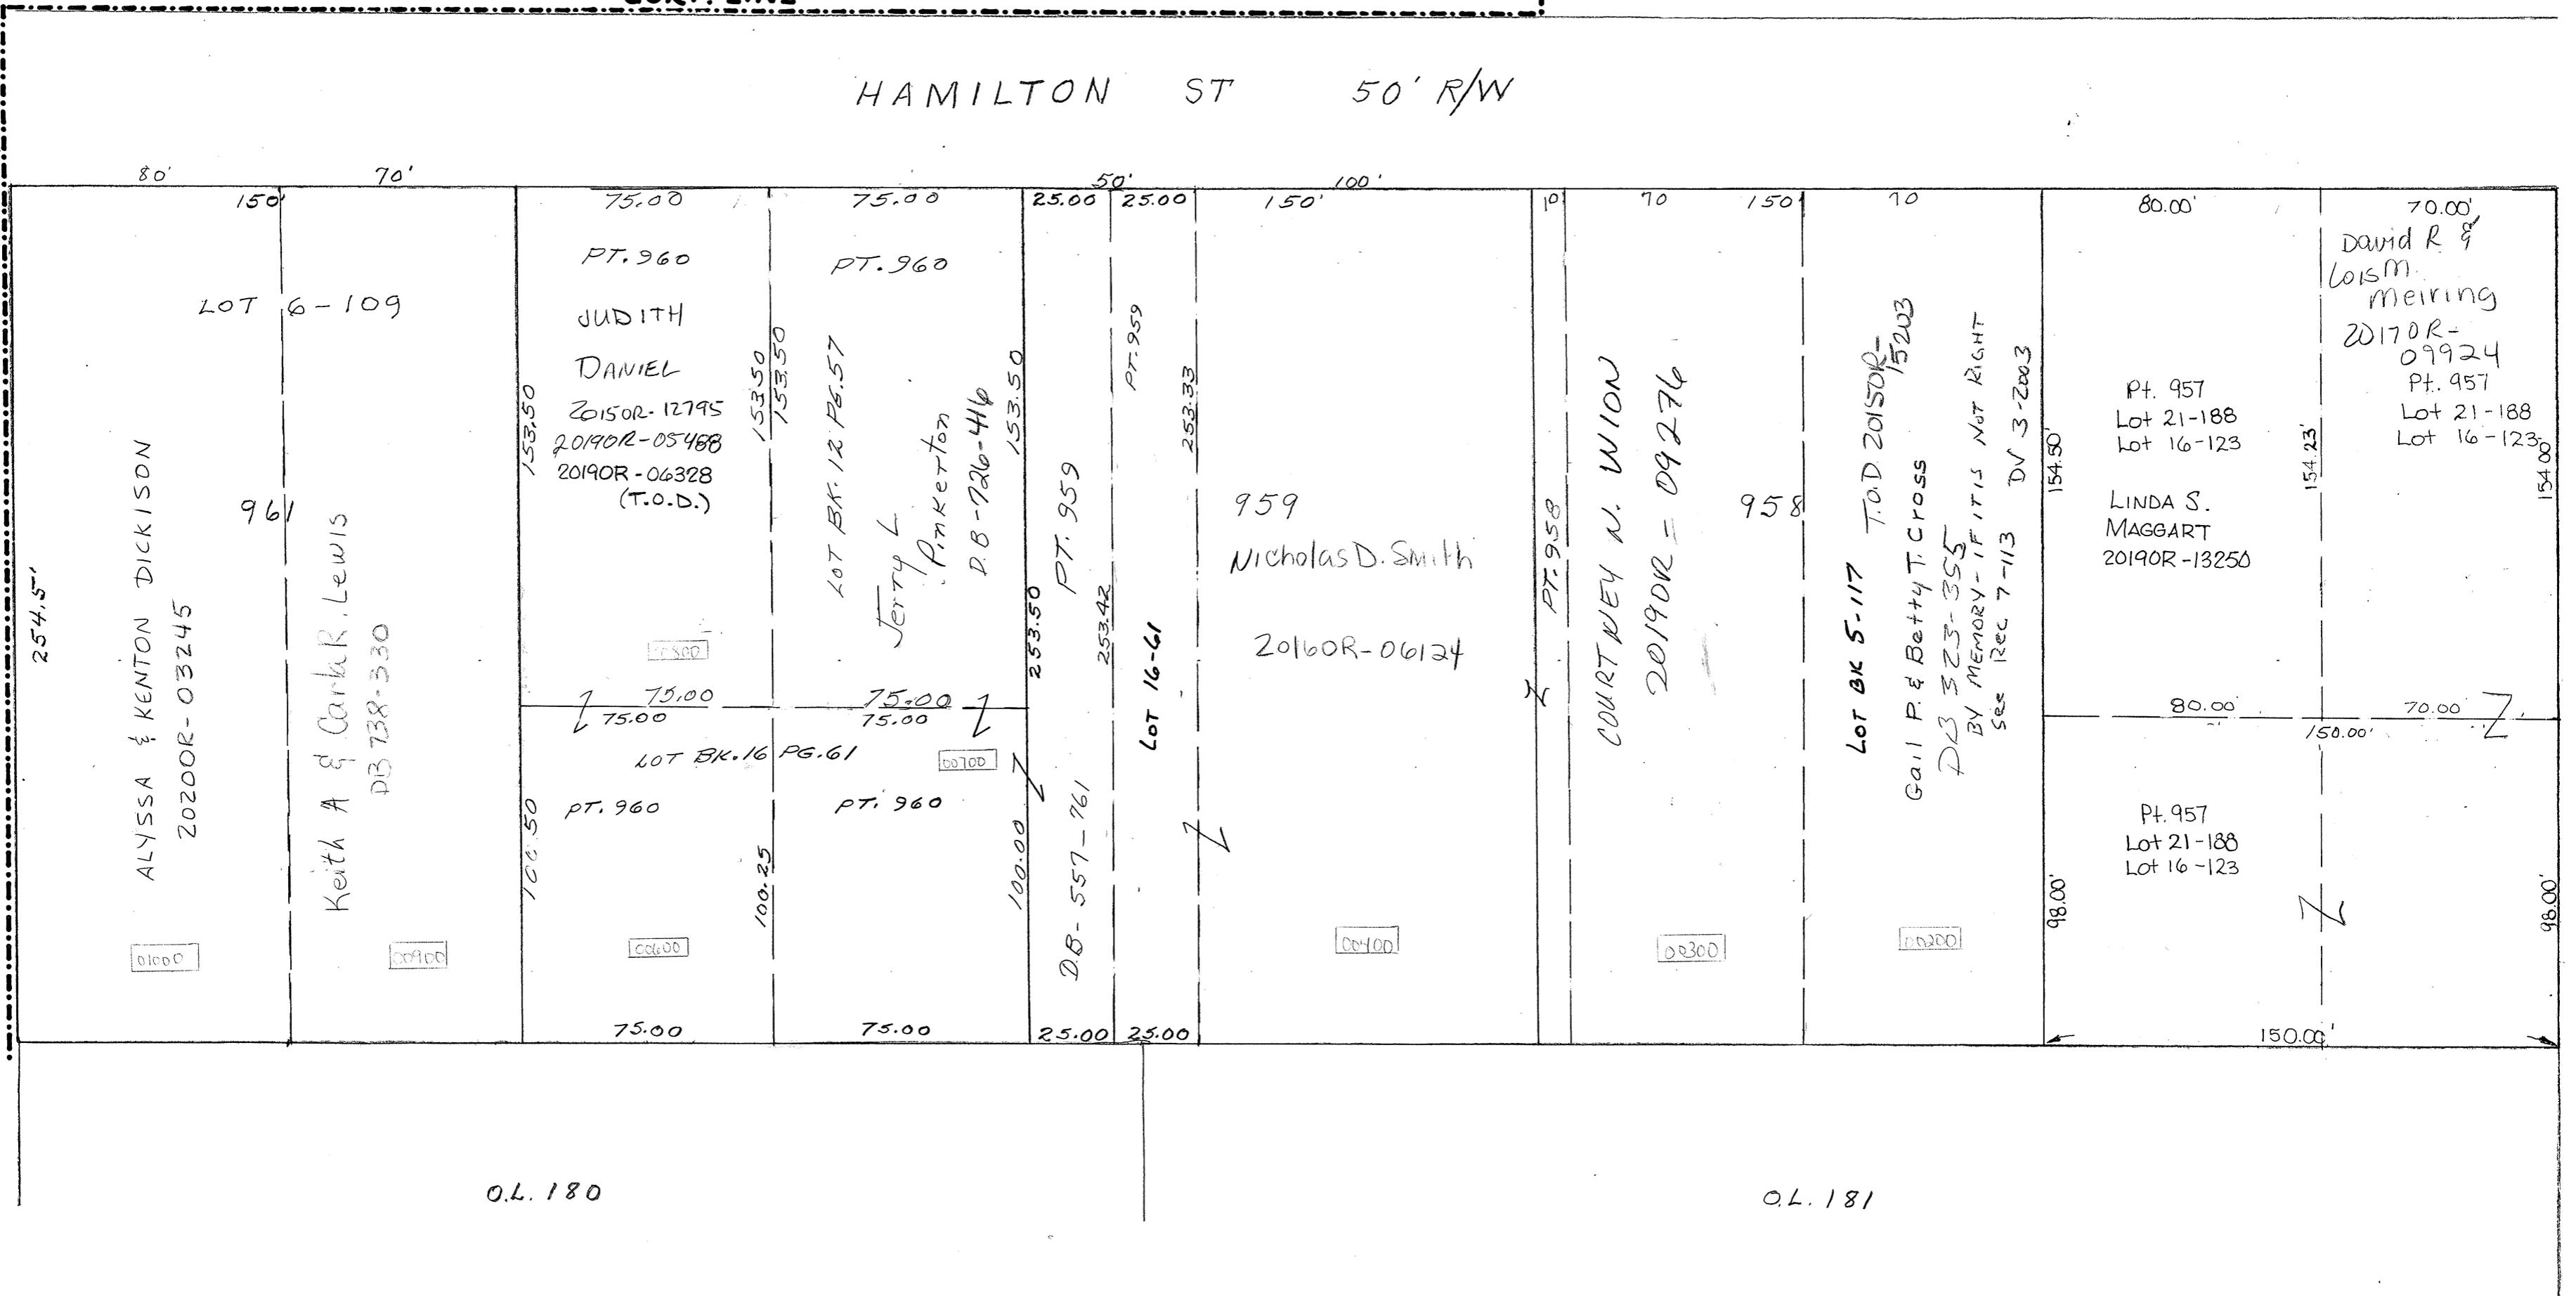 HAMILTON ST 50' R/W
80'
70'
50'
100'
150'
75.00
75.00
25.00
25.00
150'
10
70
150
70
80.00'
70.00'
LOT 6-109
961
254.5'
ALYSSA & KENTON DICKISON
2020OR-03245
Keith A & Carla R. Lewis
DB 738-330
01000
00900
PT. 960
JUDITH
DANIEL
2015OR-12795
2019OR-05488
2019OR-06328
(T.O.D.)
153.50
153.50
153.50
153.50
00800
75.00
75.00
PT. 960
LOT BK. 12 PG. 57
Jerry L
Pinkerton
D.B-726-416
75.00
75.00
LOT BK. 16 PG. 61
00700
PT. 960
PT. 960
100.50
100.25
100.00
00600
75.00
75.00
253.50
PT. 959
253.42
D.B-557-761
25.00
25.00
PT. 959
253.33
LOT 16-61
959
Nicholas D. Smith
2016OR-06124
00400
PT. 958
COURTNEY N. WION
2019OR = 09276
958
00300
LOT BK 5-117
T.O.D. 2015OR-
15203
Gail P. & Betty T. Cross
DB 323-355
BY MEMORY - IF IT IS NOT RIGHT
See Rec 7-113
DV 3-2003
00200
154.50'
Pt. 957
Lot 21-188
Lot 16-123
LINDA S.
MAGGART
2019OR-13250
154.23'
David R &
Lois M.
Meiring
2017OR-
09924
Pt. 957
Lot 21-188
Lot 16-123
154.00'
80.00'
70.00'
150.00'
Pt. 957
Lot 21-188
Lot 16-123
98.00'
98.00'
150.00'
O.L. 180
O.L. 181